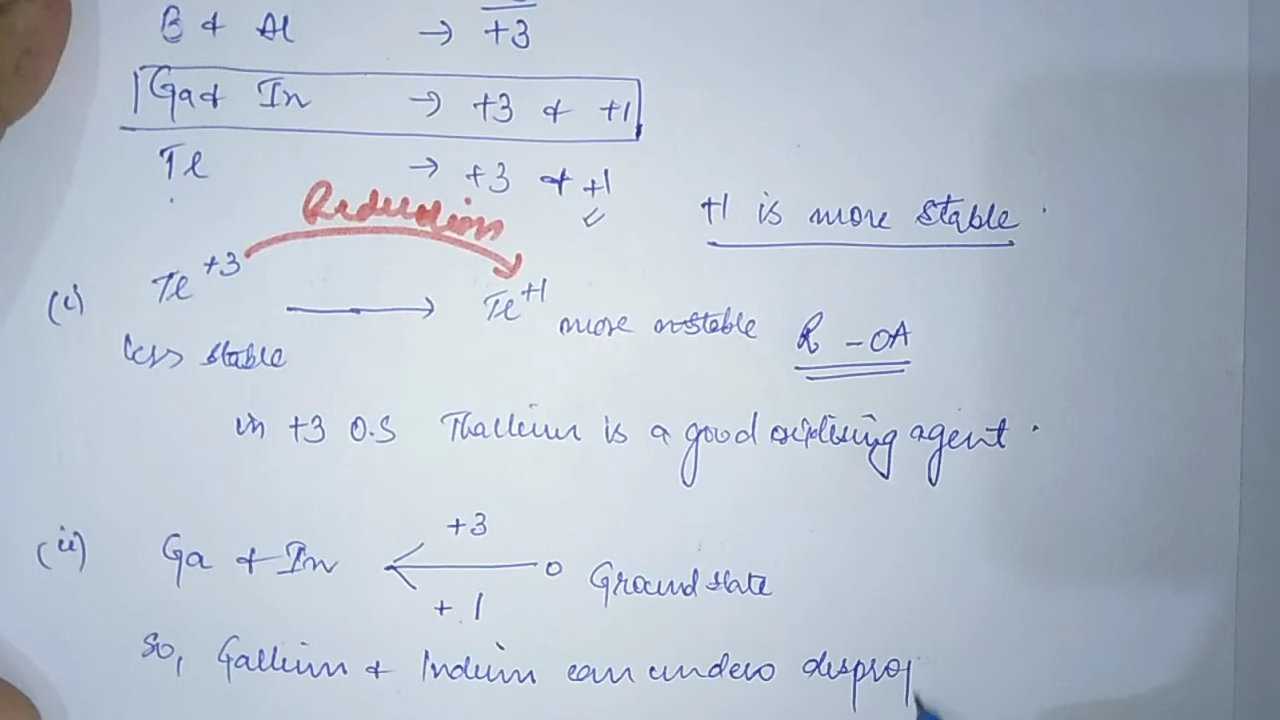 B & Al → +3
Ga & In → +3 & +1
Tl → +3 & +1
+1 is more stable.
Reduction
(i) Tl +3 → Tl +1 more stable R - OA
less stable
in +3 O.S Thallium is a good oxidising agent.
+3
(ii) Ga + In 0 Ground state
+1
So, Gallium & Indium can undero disprop